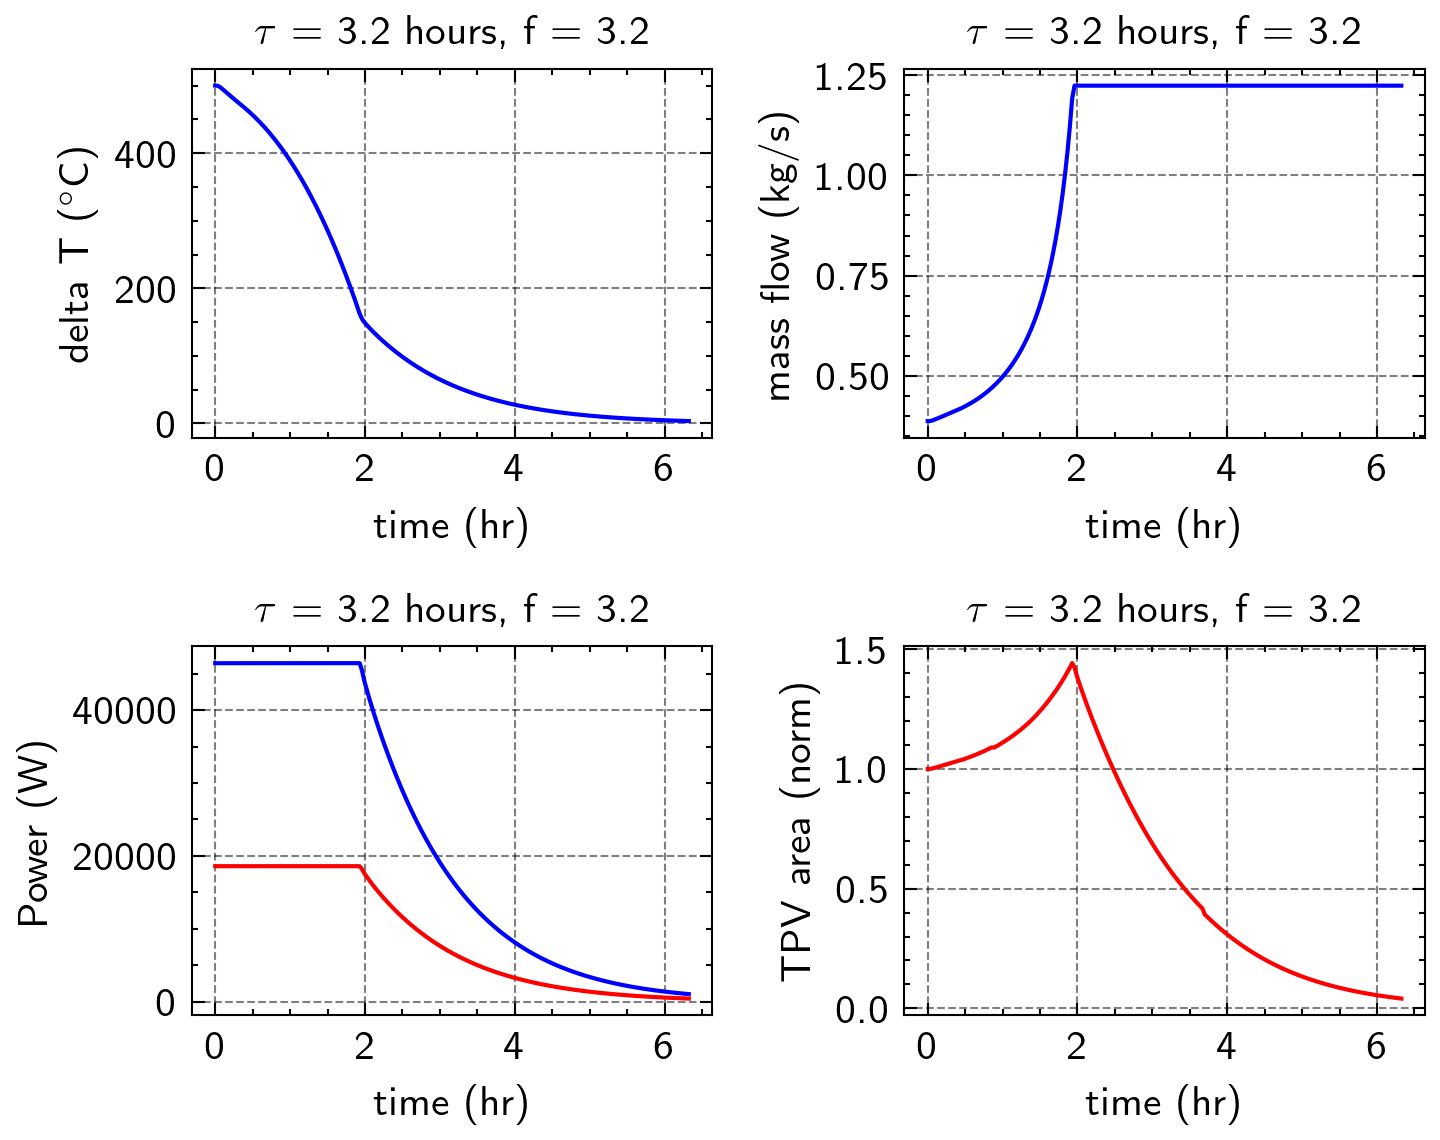 τ = 3.2 hours, f = 3.2
delta T (°C)
400
200
0
0 2 4 6
time (hr)
τ = 3.2 hours, f = 3.2
mass flow (kg/s)
1.25
1.00
0.75
0.50
0 2 4 6
time (hr)
τ = 3.2 hours, f = 3.2
Power (W)
40000
20000
0
0 2 4 6
time (hr)
τ = 3.2 hours, f = 3.2
TPV area (norm)
1.5
1.0
0.5
0.0
0 2 4 6
time (hr)